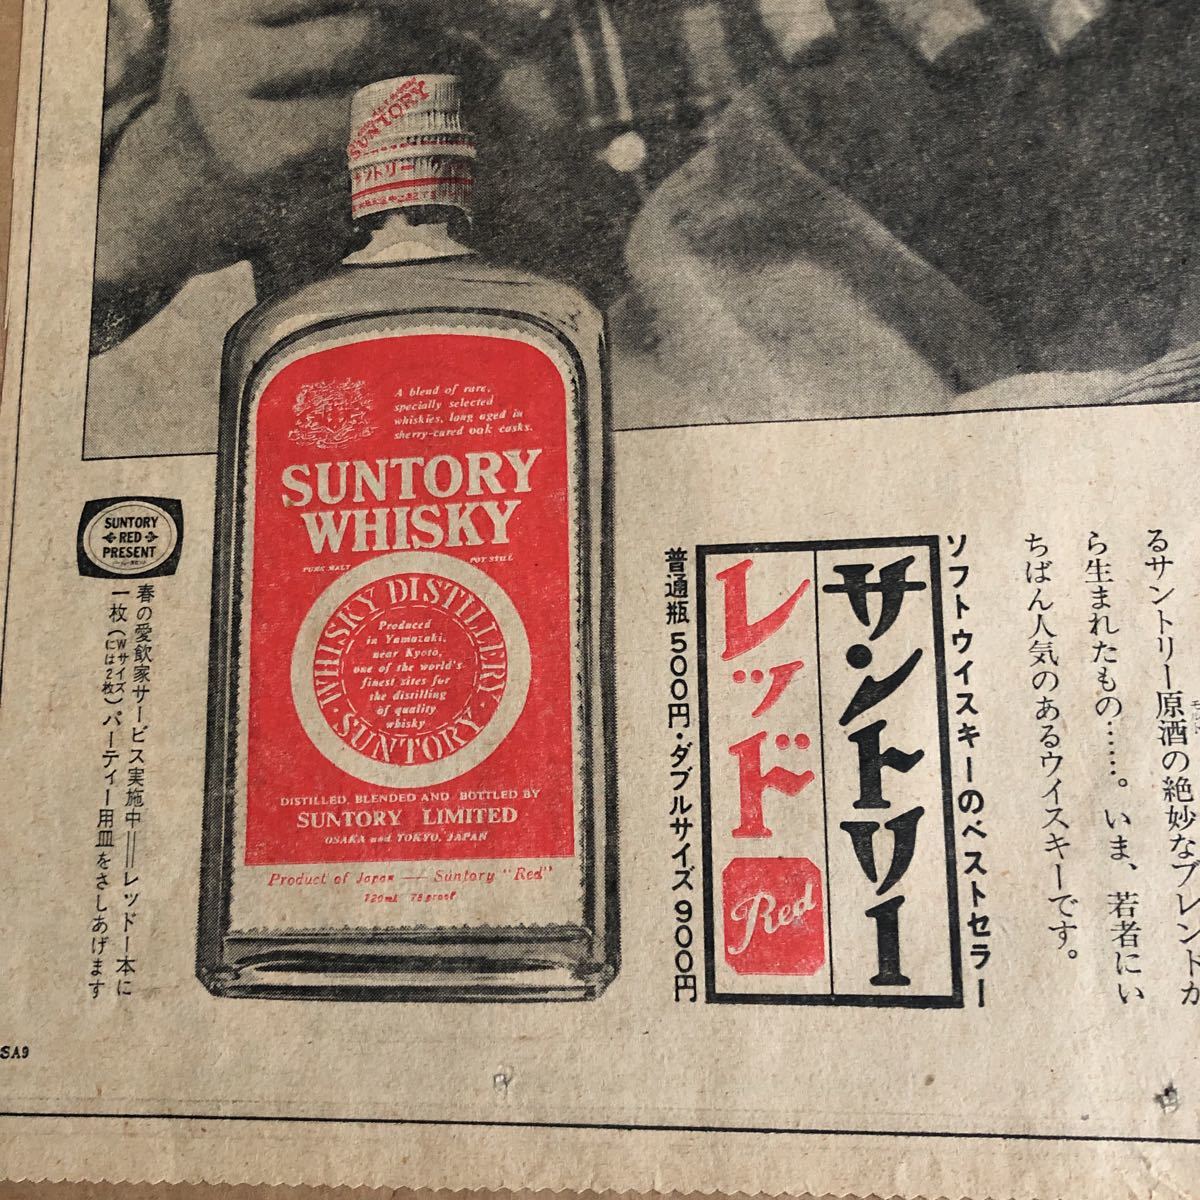 SUNTORY
サントリー
A blend of rare,
specially selected
whiskies, long aged in
sherry-cured oak casks.
SUNTORY
WHISKY
PURE MALT
POT STILL
WHISKY DISTILLERY
SUNTORY
Produced
in Yamazaki,
near Kyoto,
one of the world's
finest sites for
the distilling
of quality
whisky
DISTILLED, BLENDED AND BOTTLED BY
SUNTORY LIMITED
OSAKA and TOKYO, JAPAN
Product of Japan — Suntory "Red"
720ml 78 proof
るサントリー原酒の絶妙なブレンドか
ら生まれたもの……。いま、若者にい
ちばん人気のあるウイスキーです。
ソフトウイスキーのベストセラー
サントリー
レッド
Red
普通瓶 500円・ダブルサイズ 900円
SUNTORY
RED
PRESENT
春の愛飲家サービス実施中＝レッド一本に
一枚(Wサイズには2枚)パーティー用皿をさしあげます
SA9